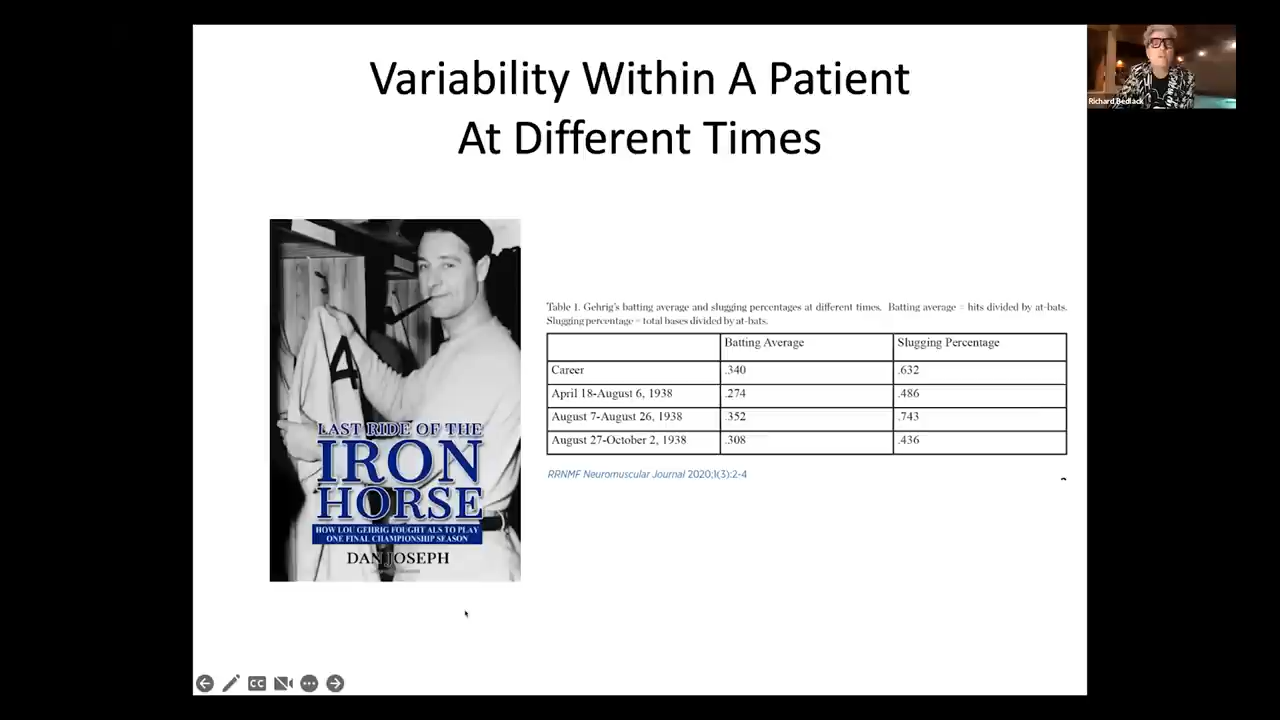 Variability Within A Patient
At Different Times
Richard Bedlack
LAST RIDE OF THE
IRON
HORSE
HOW LOU GEHRIG FOUGHT ALS TO PLAY
ONE FINAL CHAMPIONSHIP SEASON
DAN JOSEPH
Table 1. Gehrig's batting average and slugging percentages at different times. Batting average = hits divided by at-bats.
Slugging percentage = total bases divided by at-bats.
Batting Average Slugging Percentage
Career .340 .632
April 18-August 6, 1938 .274 .486
August 7-August 26, 1938 .352 .743
August 27-October 2, 1938 .308 .436
RRNMF Neuromuscular Journal 2020;1(3):2-4
4
CC